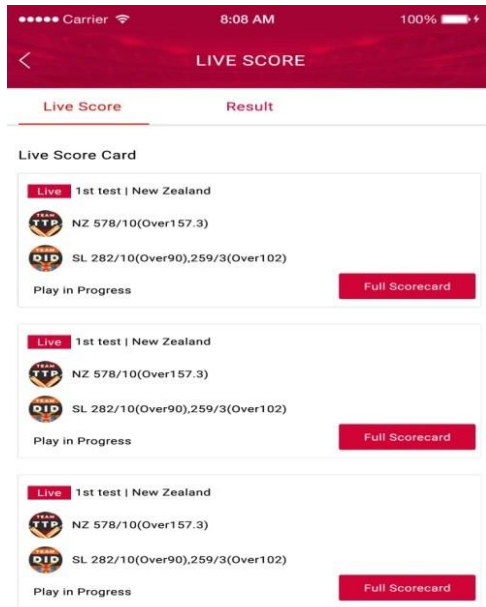 Carrier 8:08 AM 100%
LIVE SCORE
Live Score Result
Live Score Card
Live 1st test | New Zealand
TEAM
TTP
NZ 578/10(Over157.3)
TEAM
DID
SL 282/10(Over90),259/3(Over102)
Play in Progress Full Scorecard
Live 1st test | New Zealand
TEAM
TTP
NZ 578/10(Over157.3)
TEAM
DID
SL 282/10(Over90),259/3(Over102)
Play in Progress Full Scorecard
Live 1st test | New Zealand
TEAM
TTP
NZ 578/10(Over157.3)
TEAM
DID
SL 282/10(Over90),259/3(Over102)
Play in Progress Full Scorecard